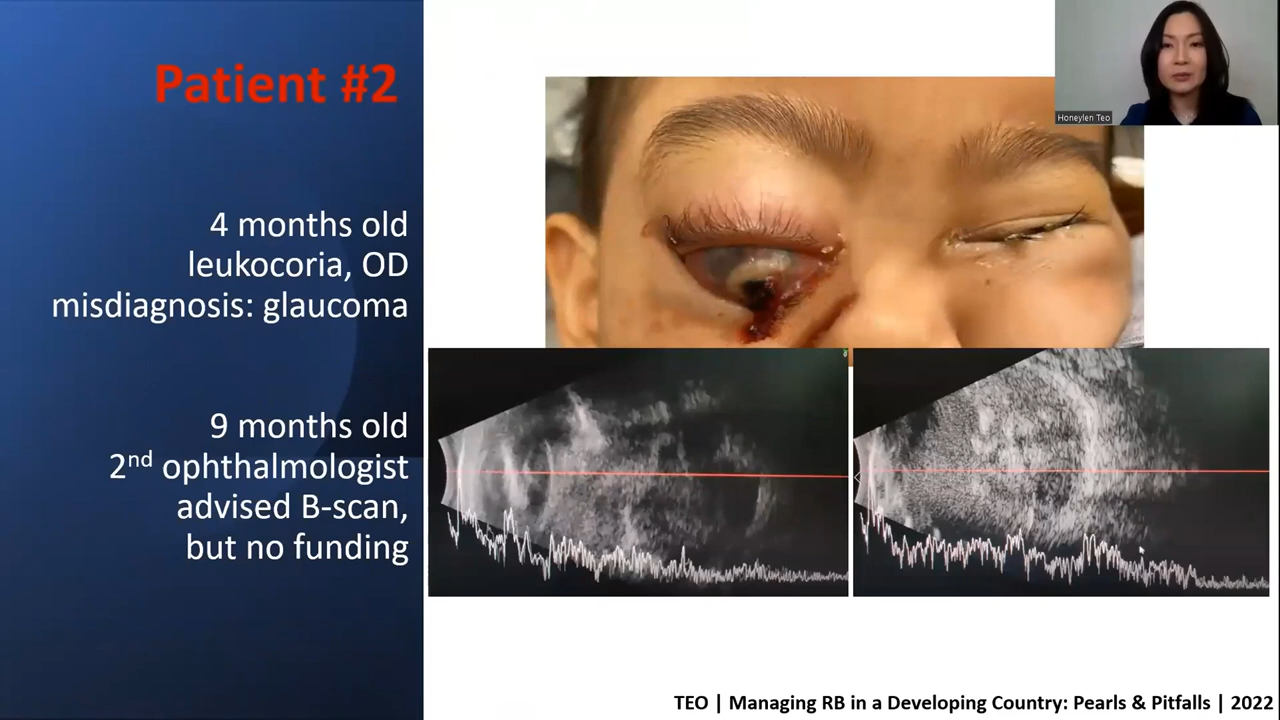 Patient #2
4 months old
leukocoria, OD
misdiagnosis: glaucoma
9 months old
2nd ophthalmologist
advised B-scan,
but no funding
Honeylen Teo
TEO | Managing RB in a Developing Country: Pearls & Pitfalls | 2022